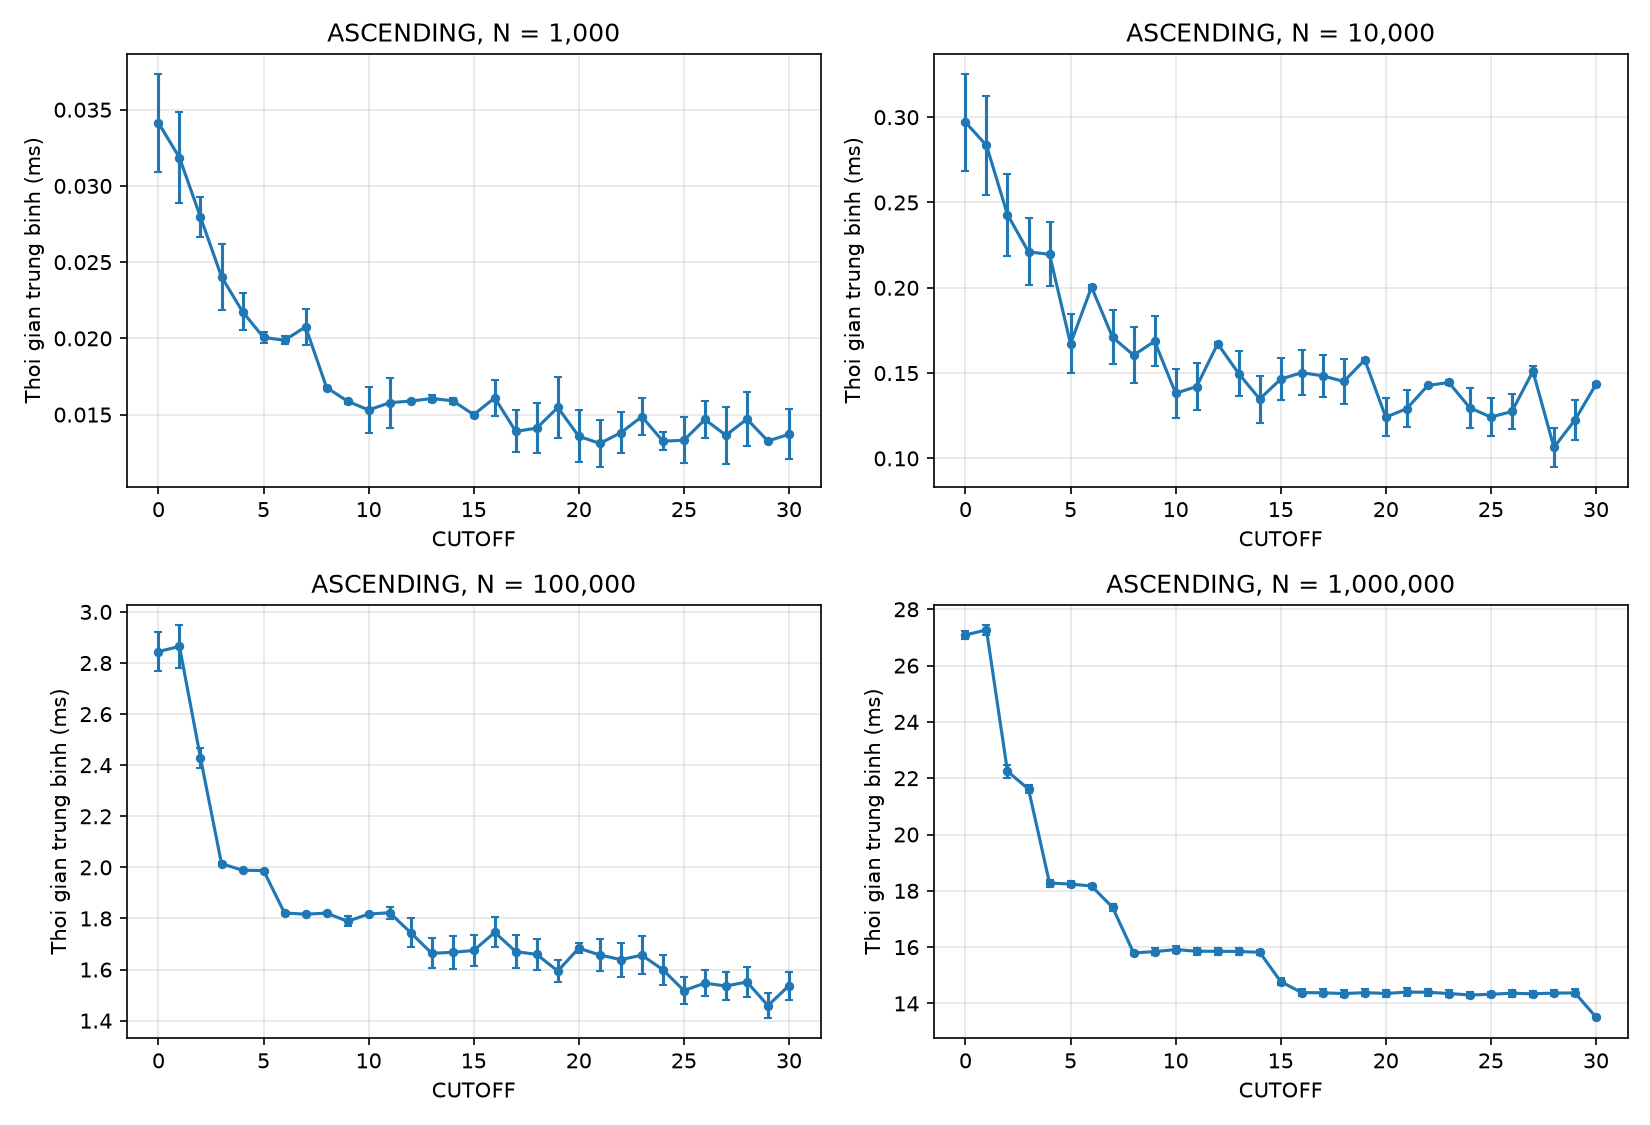 ASCENDING, N = 1,000
Thoi gian trung binh (ms)
0.035
0.030
0.025
0.020
0.015
0 5 10 15 20 25 30
CUTOFF
ASCENDING, N = 10,000
Thoi gian trung binh (ms)
0.30
0.25
0.20
0.15
0.10
0 5 10 15 20 25 30
CUTOFF
ASCENDING, N = 100,000
Thoi gian trung binh (ms)
3.0
2.8
2.6
2.4
2.2
2.0
1.8
1.6
1.4
0 5 10 15 20 25 30
CUTOFF
ASCENDING, N = 1,000,000
Thoi gian trung binh (ms)
28
26
24
22
20
18
16
14
0 5 10 15 20 25 30
CUTOFF